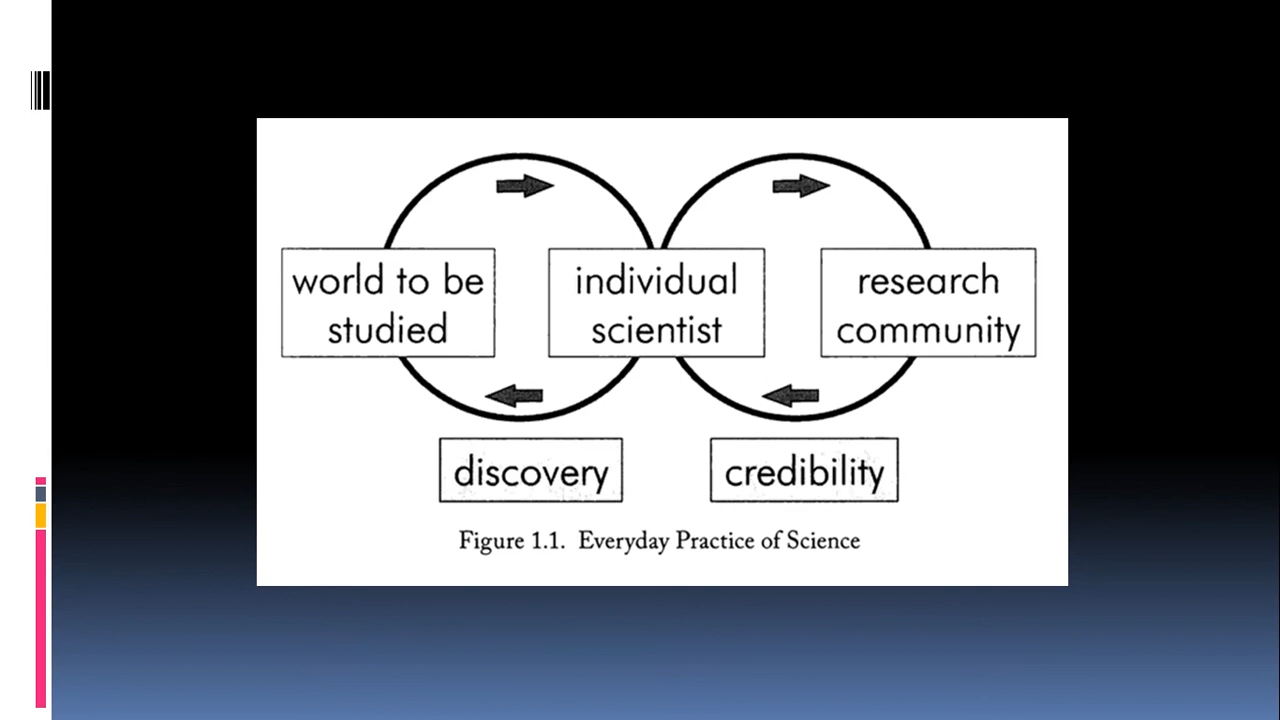 world to be
studied
individual
scientist
research
community
discovery
credibility
Figure 1.1. Everyday Practice of Science